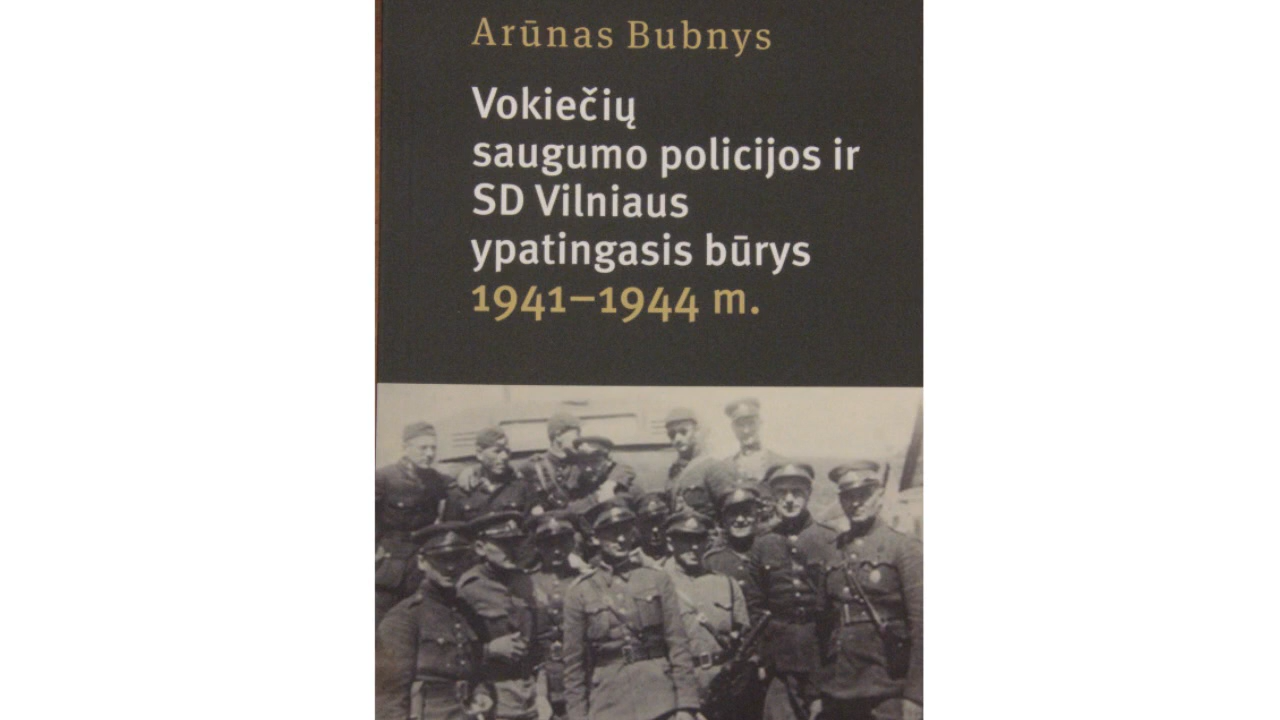 Arūnas Bubnys
Vokiečių
saugumo policijos ir
SD Vilniaus
ypatingasis būrys
1941–1944 m.